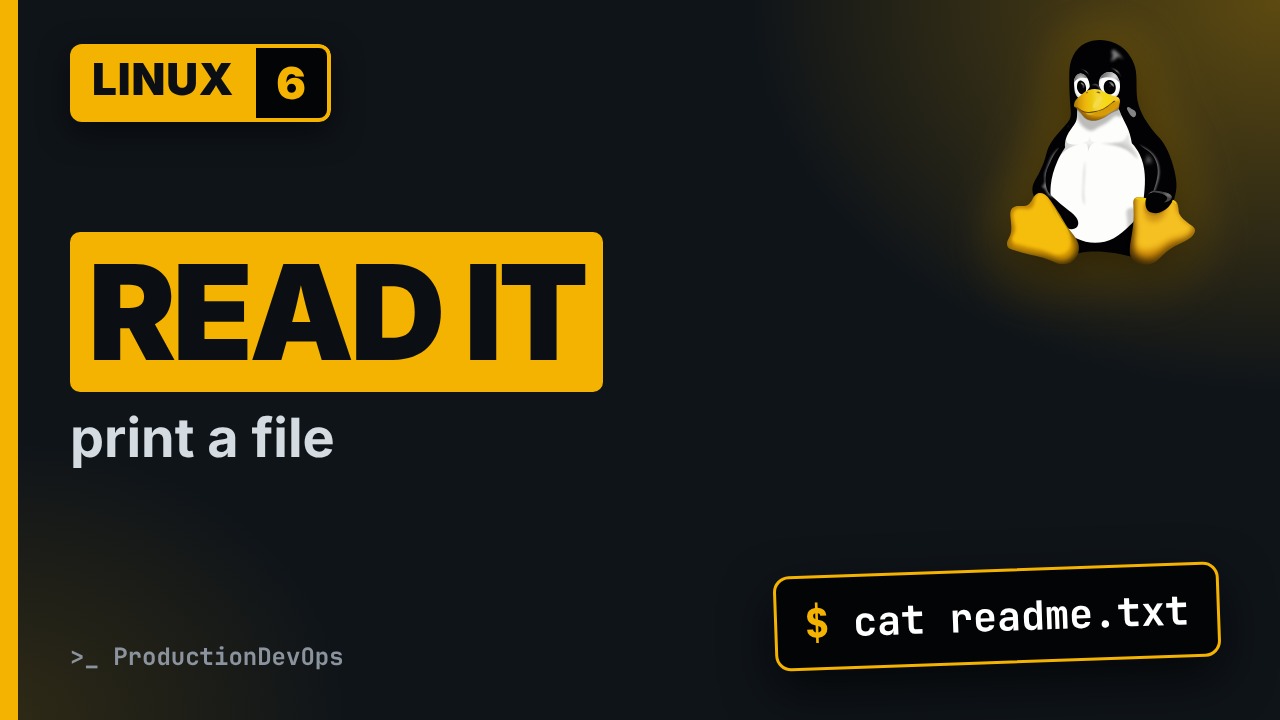 LINUX 6
READ IT
print a file
$ cat readme.txt
>_ ProductionDevOps